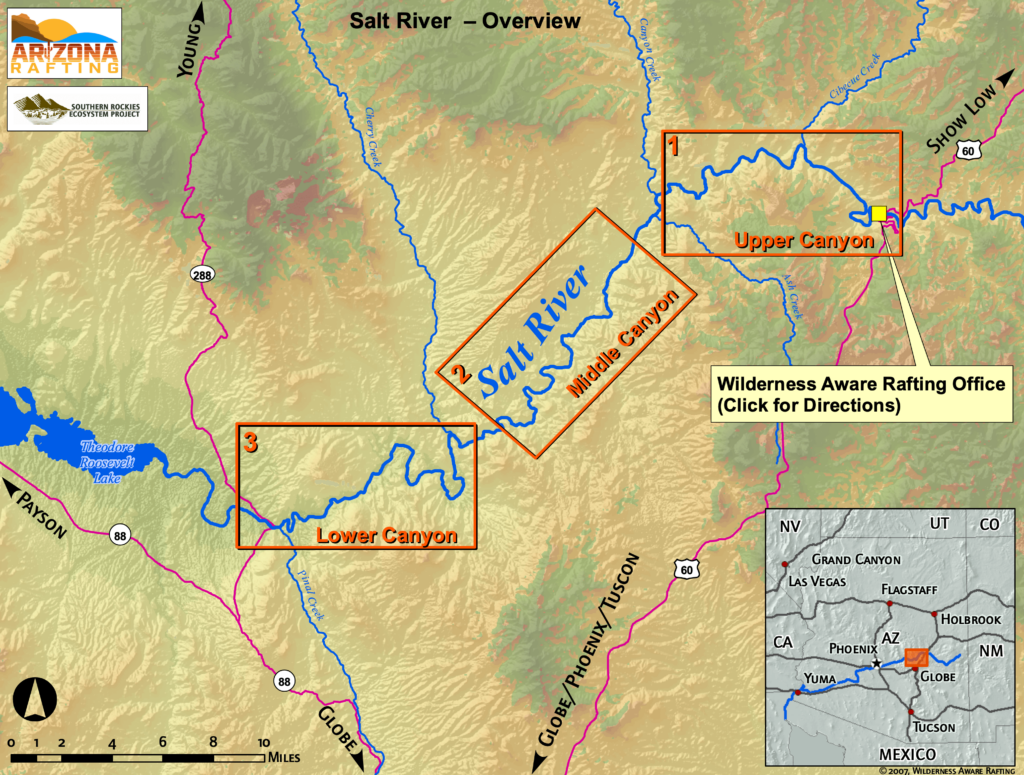 Salt River – Overview
ARIZONA
RAFTING
SOUTHERN ROCKIES
ECOSYSTEM PROJECT
YOUNG
Canyon Creek
Cibecue Creek
Cherry Creek
SHOW LOW
60
1
Upper Canyon
288
Ash Creek
Salt River
2
Middle Canyon
Wilderness Aware Rafting Office
(Click for Directions)
3
Theodore
Roosevelt
Lake
PAYSON
88
Lower Canyon
Pinal Creek
60
GLOBE/PHOENIX/TUSCON
88
GLOBE
0 1 2 4 6 8 10
MILES
NV
UT
CO
GRAND CANYON
LAS VEGAS
FLAGSTAFF
HOLBROOK
CA
PHOENIX
AZ
NM
YUMA
GLOBE
TUCSON
MEXICO
© 2007, WILDERNESS AWARE RAFTING